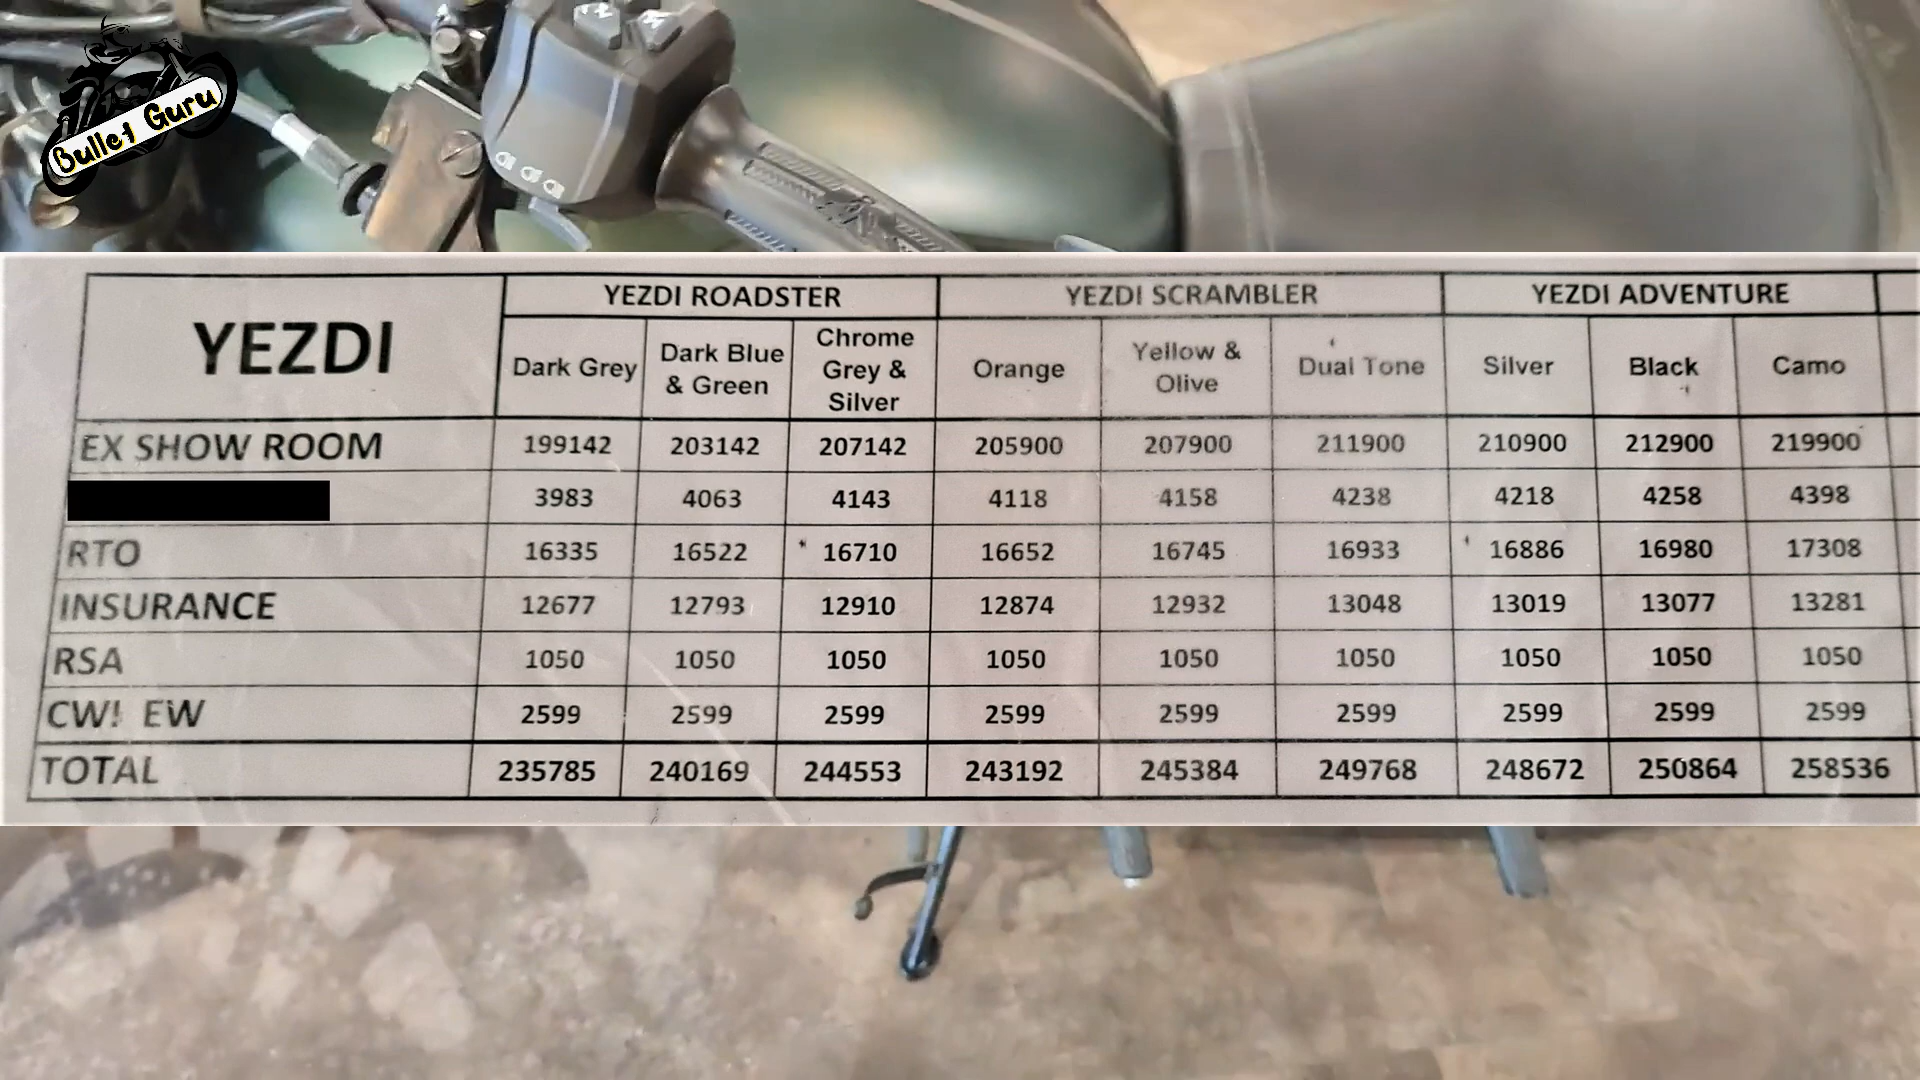 Bullet Guru
YEZDI
YEZDI ROADSTER YEZDI SCRAMBLER YEZDI ADVENTURE
Dark Grey Dark Blue & Green Chrome Grey & Silver Orange Yellow & Olive Dual Tone Silver Black Camo
EX SHOW ROOM 199142 203142 207142 205900 207900 211900 210900 212900 219900
3983 4063 4143 4118 4158 4238 4218 4258 4398
RTO 16335 16522 16710 16652 16745 16933 16886 16980 17308
INSURANCE 12677 12793 12910 12874 12932 13048 13019 13077 13281
RSA 1050 1050 1050 1050 1050 1050 1050 1050 1050
EW 2599 2599 2599 2599 2599 2599 2599 2599 2599
TOTAL 235785 240169 244553 243192 245384 249768 248672 250864 258536